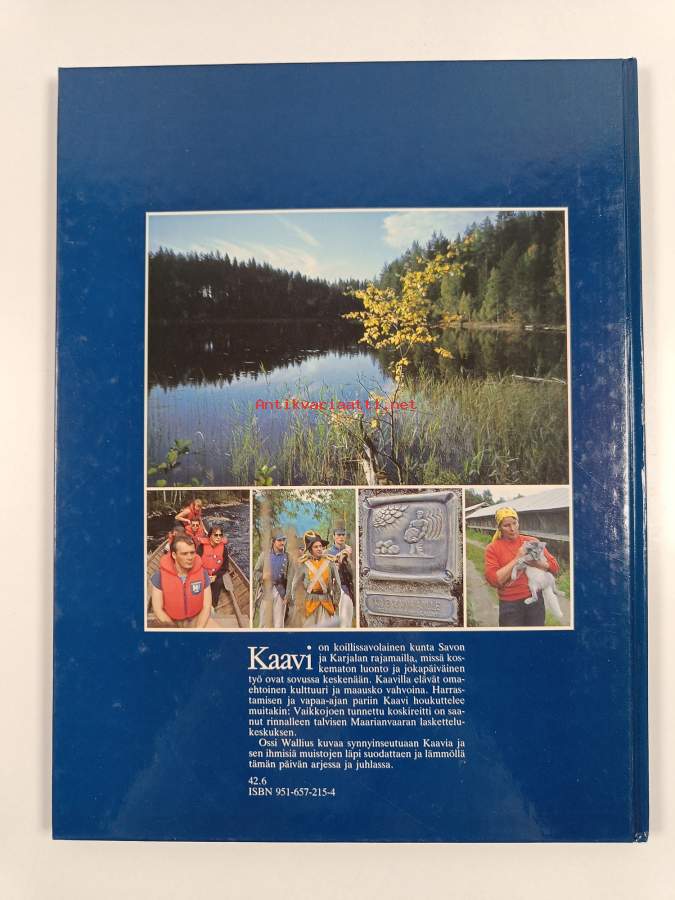 Antikvariaatti.net
Kaavi on koillissavolainen kunta Savon
ja Karjalan rajamailla, missä kos-
kematon luonto ja jokapäiväinen
työ ovat sovussa keskenään. Kaavilla elävät oma-
ehtoinen kulttuuri ja maausko vahvoina. Harras-
tamisen ja vapaa-ajan pariin Kaavi houkuttelee
muitakin: Vaikkojoen tunnettu koskireitti on saa-
nut rinnalleen talvisen Maarianvaaran laskettelu-
keskuksen.
Ossi Wallius kuvaa synnyinseutuaan Kaavia ja
sen ihmisiä muistojen läpi suodattaen ja lämmöllä
tämän päivän arjessa ja juhlassa.
42.6
ISBN 951-657-215-4